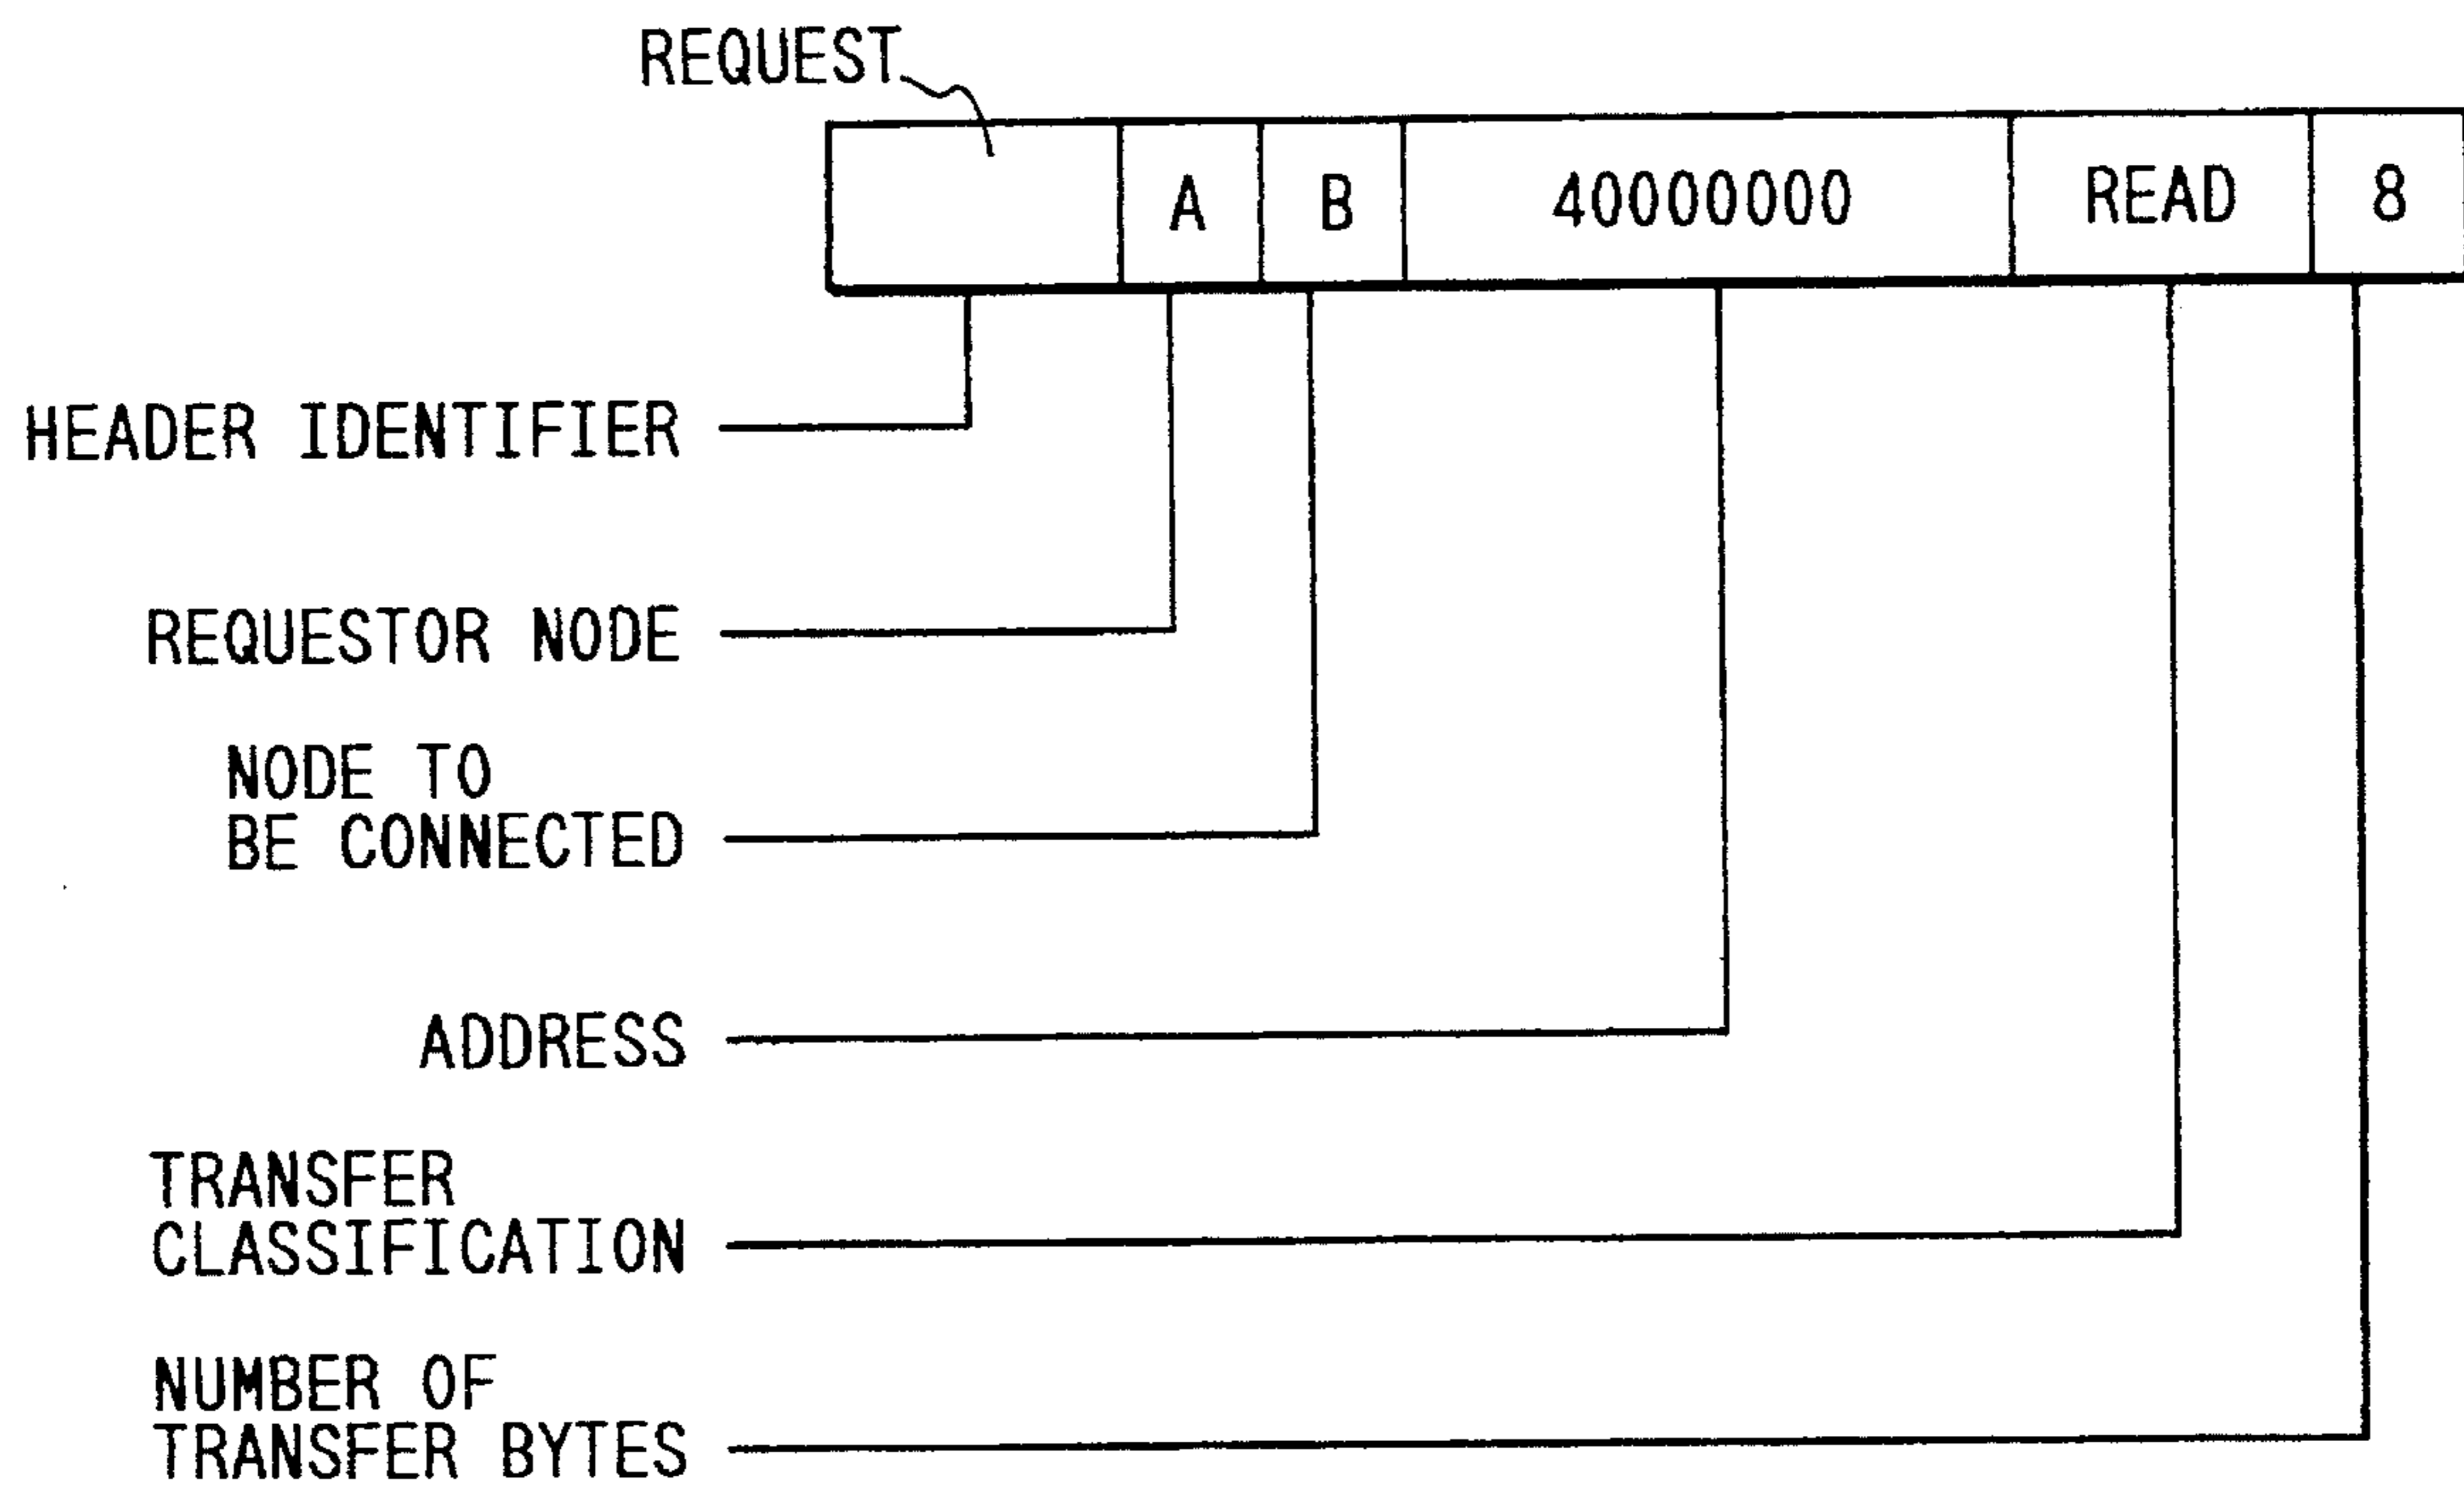 REQUEST
A B 40000000 READ 8
HEADER IDENTIFIER
REQUESTOR NODE
NODE TO
BE CONNECTED
ADDRESS
TRANSFER
CLASSIFICATION
NUMBER OF
TRANSFER BYTES